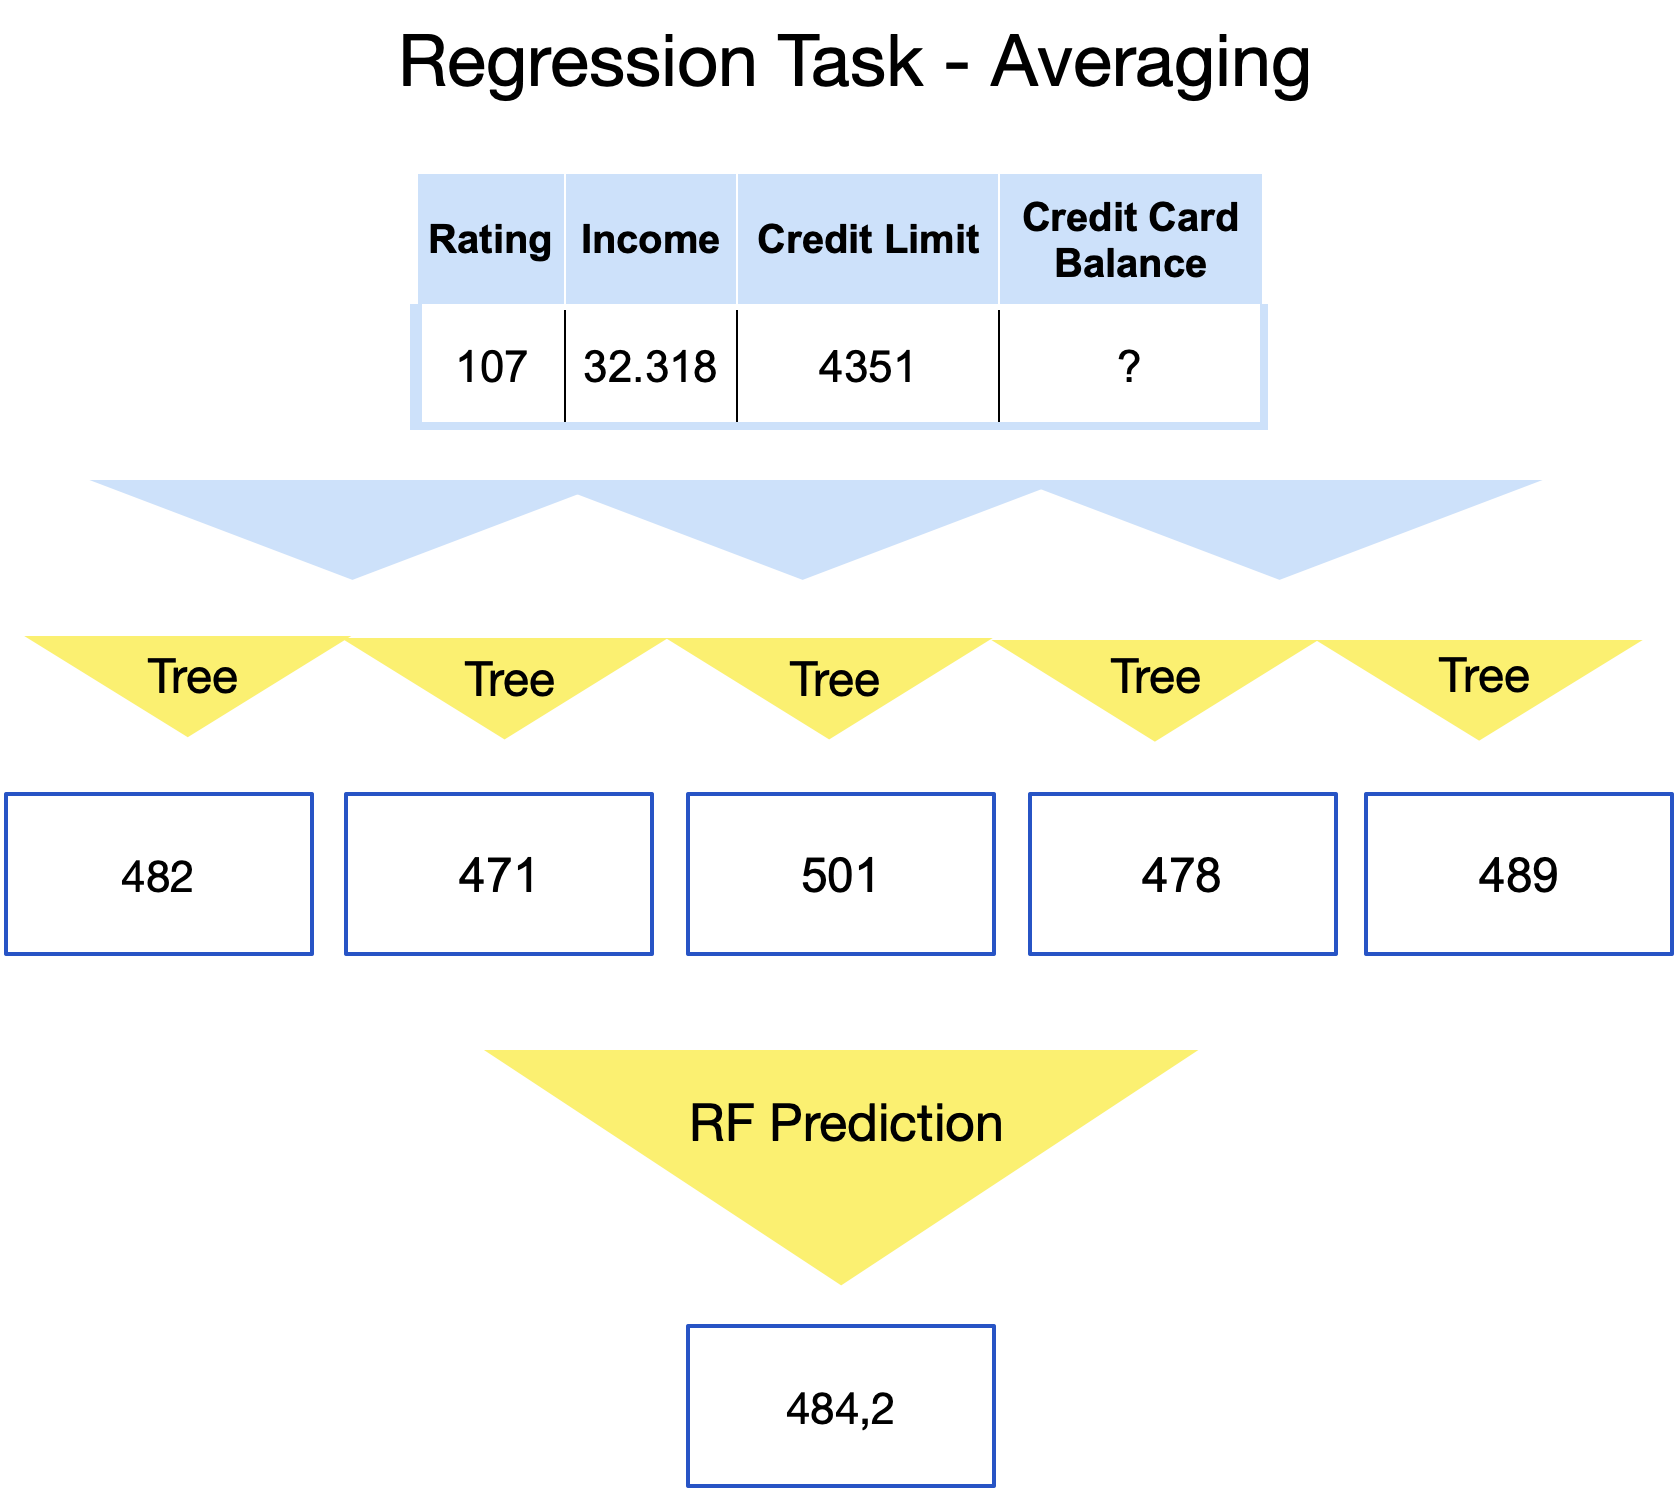 Regression Task - Averaging
Rating Income Credit Limit Credit Card
Balance
107 32.318 4351 ?
Tree Tree Tree Tree Tree
482 471 501 478 489
RF Prediction
484,2